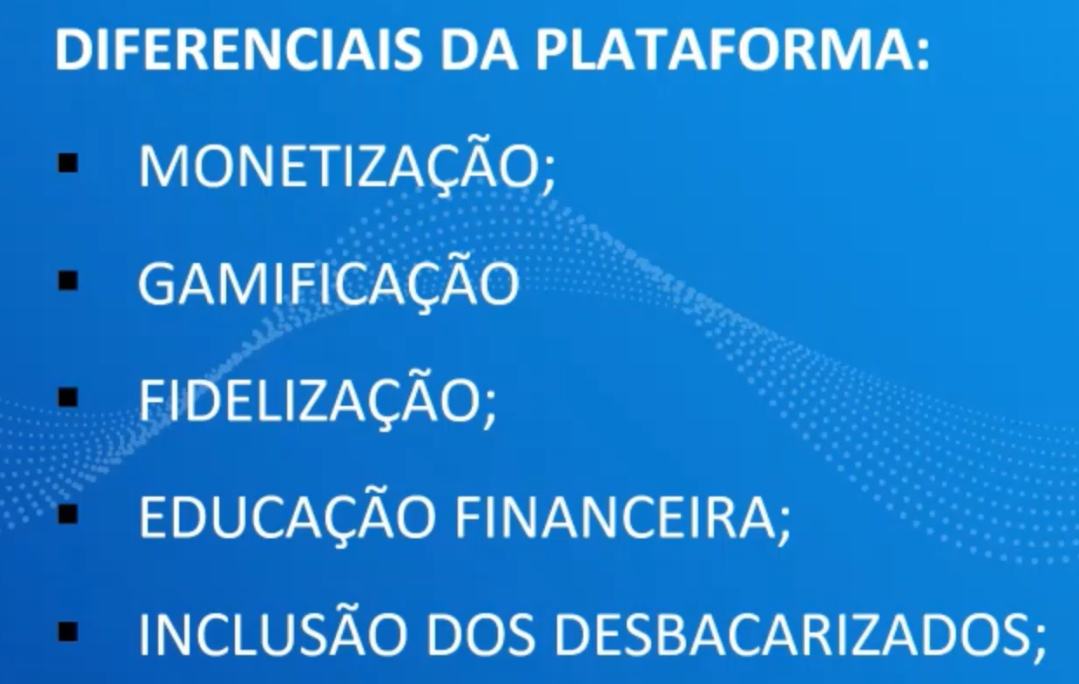 DIFERENCIAIS DA PLATAFORMA:
▪ MONETIZAÇÃO;
▪ GAMIFICAÇÃO
▪ FIDELIZAÇÃO;
▪ EDUCAÇÃO FINANCEIRA;
▪ INCLUSÃO DOS DESBACARIZADOS;